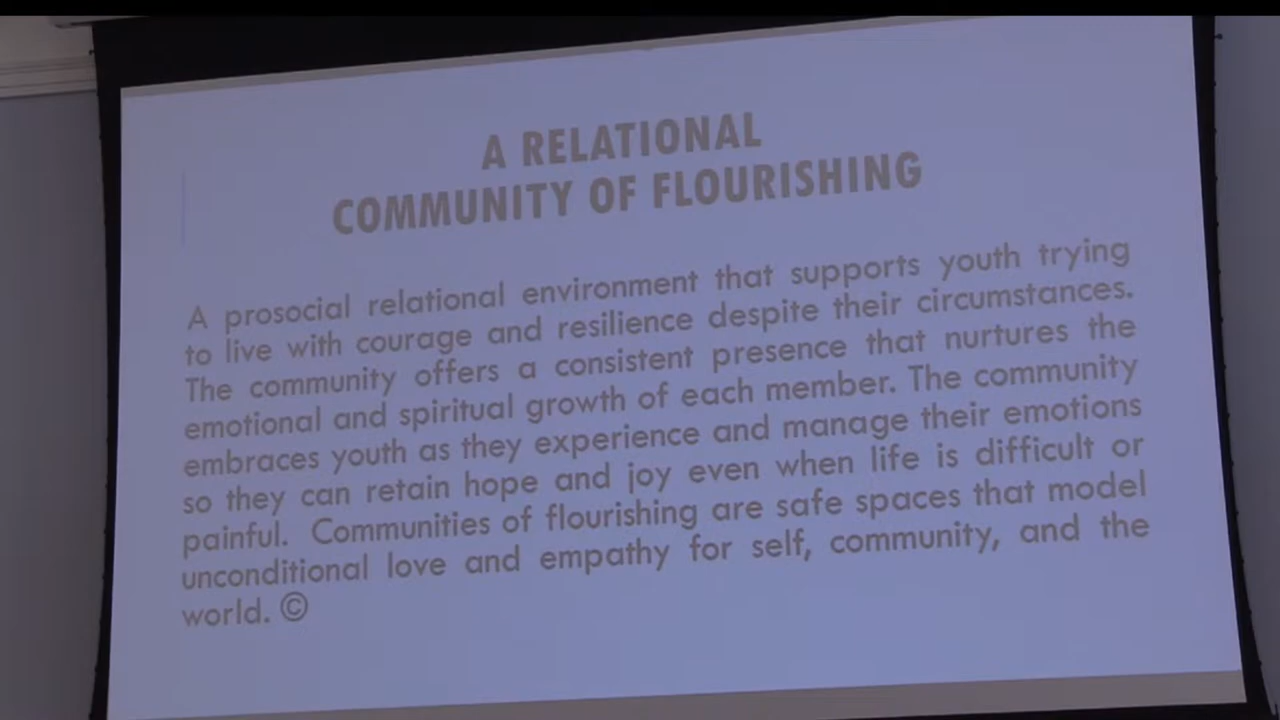 A RELATIONAL
COMMUNITY OF FLOURISHING
A prosocial relational environment that supports youth trying
to live with courage and resilience despite their circumstances.
The community offers a consistent presence that nurtures the
emotional and spiritual growth of each member. The community
embraces youth as they experience and manage their emotions
so they can retain hope and joy even when life is difficult or
painful. Communities of flourishing are safe spaces that model
unconditional love and empathy for self, community, and the
world. ©